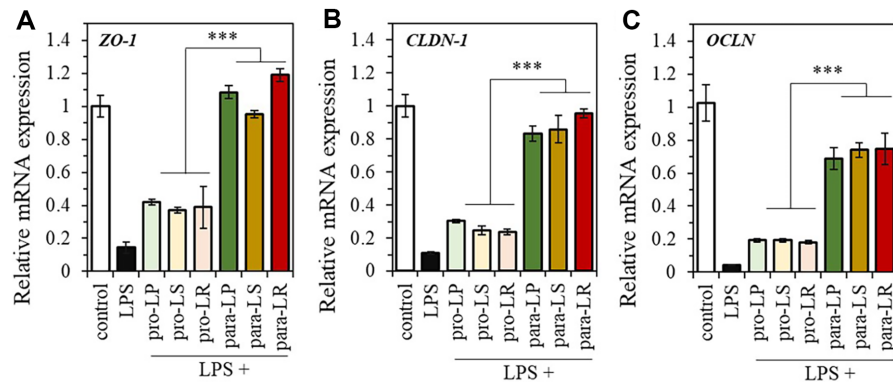 A
ZO-1
***
Relative mRNA expression
1.4
1.2
1
0.8
0.6
0.4
0.2
0
control
LPS
pro-LP
pro-LS
pro-LR
para-LP
para-LS
para-LR
LPS +
B
CLDN-1
***
Relative mRNA expression
1.4
1.2
1
0.8
0.6
0.4
0.2
0
control
LPS
pro-LP
pro-LS
pro-LR
para-LP
para-LS
para-LR
LPS +
C
OCLN
***
Relative mRNA expression
1.4
1.2
1
0.8
0.6
0.4
0.2
0
control
LPS
pro-LP
pro-LS
pro-LR
para-LP
para-LS
para-LR
LPS +